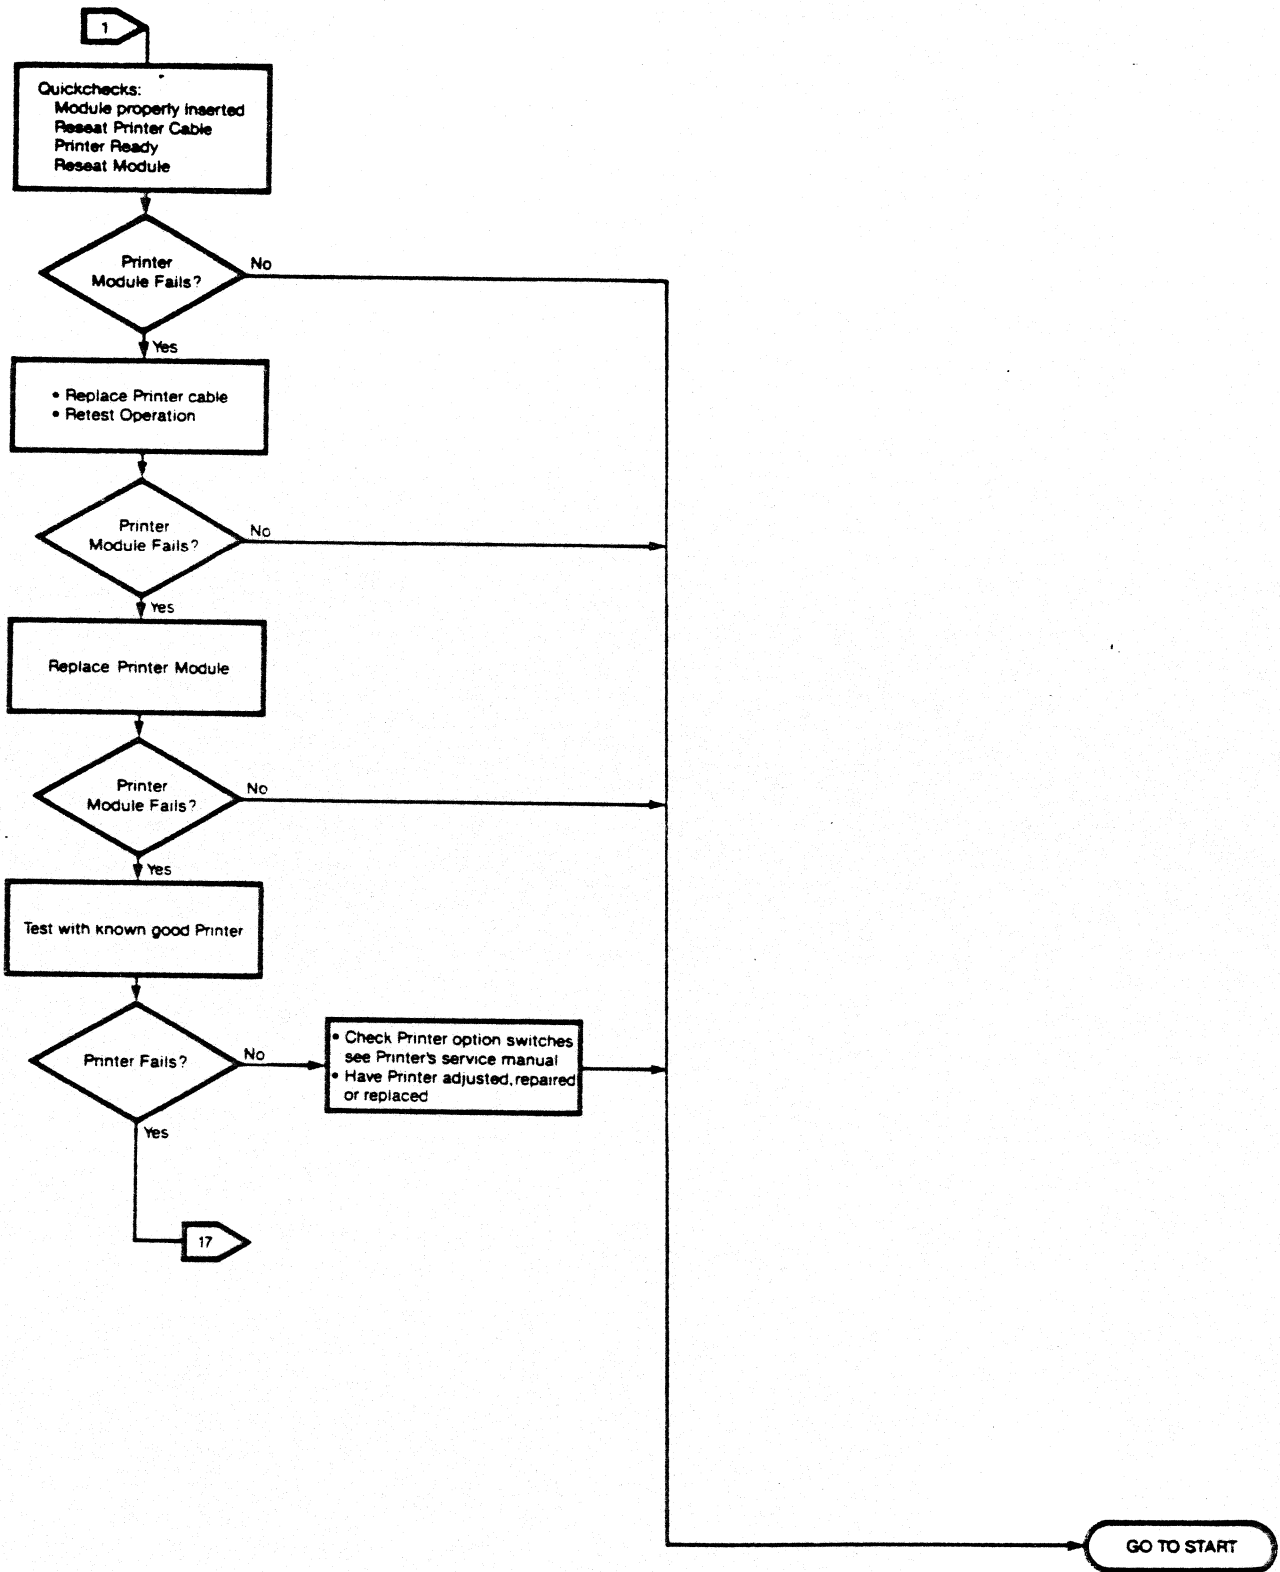 1
Quickchecks:
Module properly inserted
Reseat Printer Cable
Printer Ready
Reseat Module
Printer
Module Fails?
No
Yes
• Replace Printer cable
• Retest Operation
Printer
Module Fails?
No
Yes
Replace Printer Module
Printer
Module Fails?
No
Yes
Test with known good Printer
Printer Fails?
No
• Check Printer option switches
see Printer's service manual
• Have Printer adjusted, repaired
or replaced
Yes
17
GO TO START